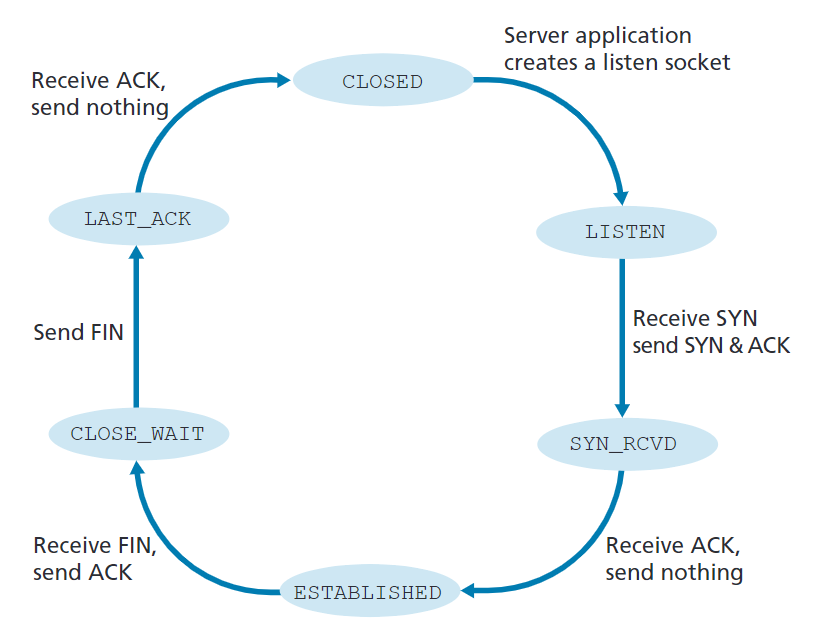 Server application
creates a listen socket
Receive ACK,
send nothing
CLOSED
LAST_ACK
LISTEN
Send FIN
Receive SYN
send SYN & ACK
CLOSE_WAIT
SYN_RCVD
Receive FIN,
send ACK
Receive ACK,
send nothing
ESTABLISHED